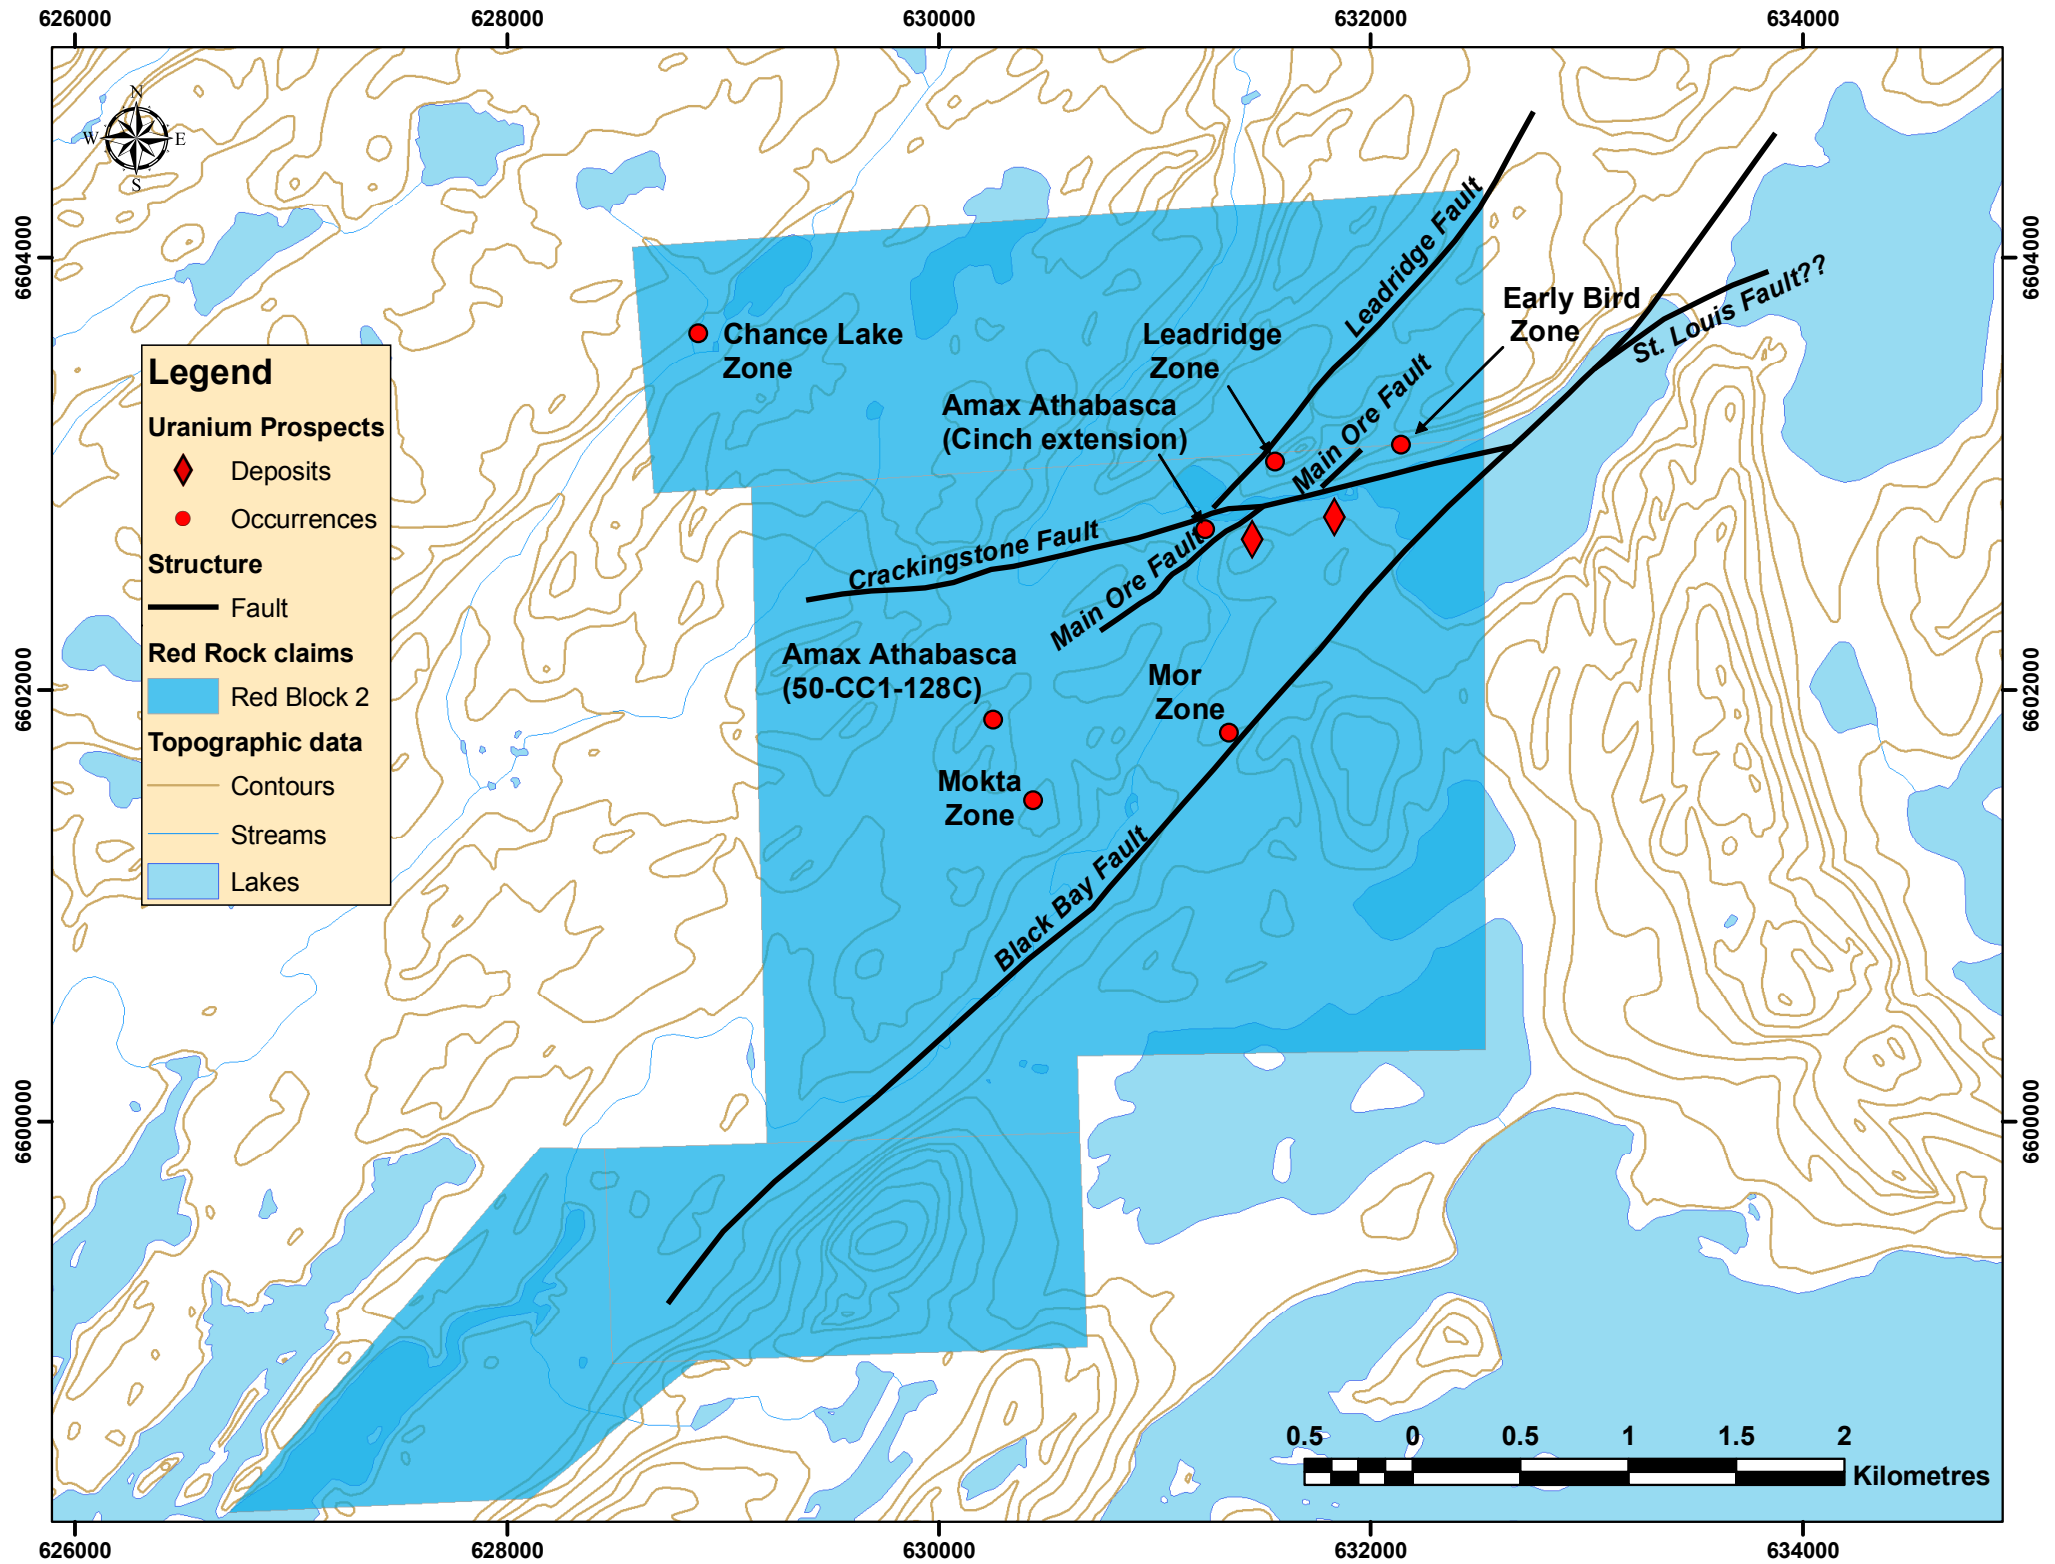 626000
628000
630000
632000
634000
N
W
E
S
6604000
6604000
6602000
6602000
6600000
6600000
Legend
Uranium Prospects
Deposits
Occurrences
Structure
Fault
Red Rock claims
Red Block 2
Topographic data
Contours
Streams
Lakes
Chance Lake
Zone
Leadridge
Zone
Amax Athabasca
(Cinch extension)
Early Bird
Zone
Leadridge Fault
Main Ore Fault
St. Louis Fault??
Crackingstone Fault
Main Ore Fault
Amax Athabasca
(50-CC1-128C)
Mor
Zone
Mokta
Zone
Black Bay Fault
0.5
0
0.5
1
1.5
2
Kilometres
626000
628000
630000
632000
634000